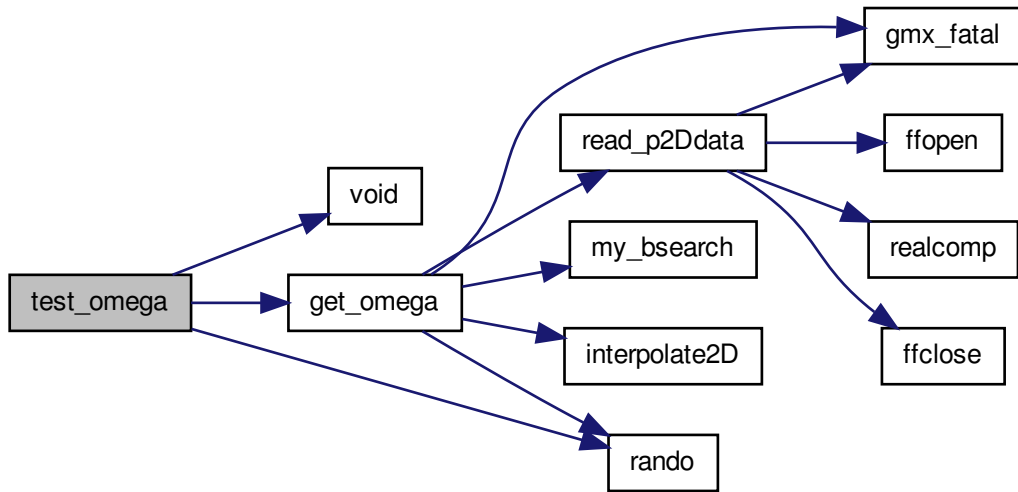 gmx_fatal
read_p2Ddata
ffopen
void
my_bsearch
realcomp
test_omega
get_omega
interpolate2D
ffclose
rando